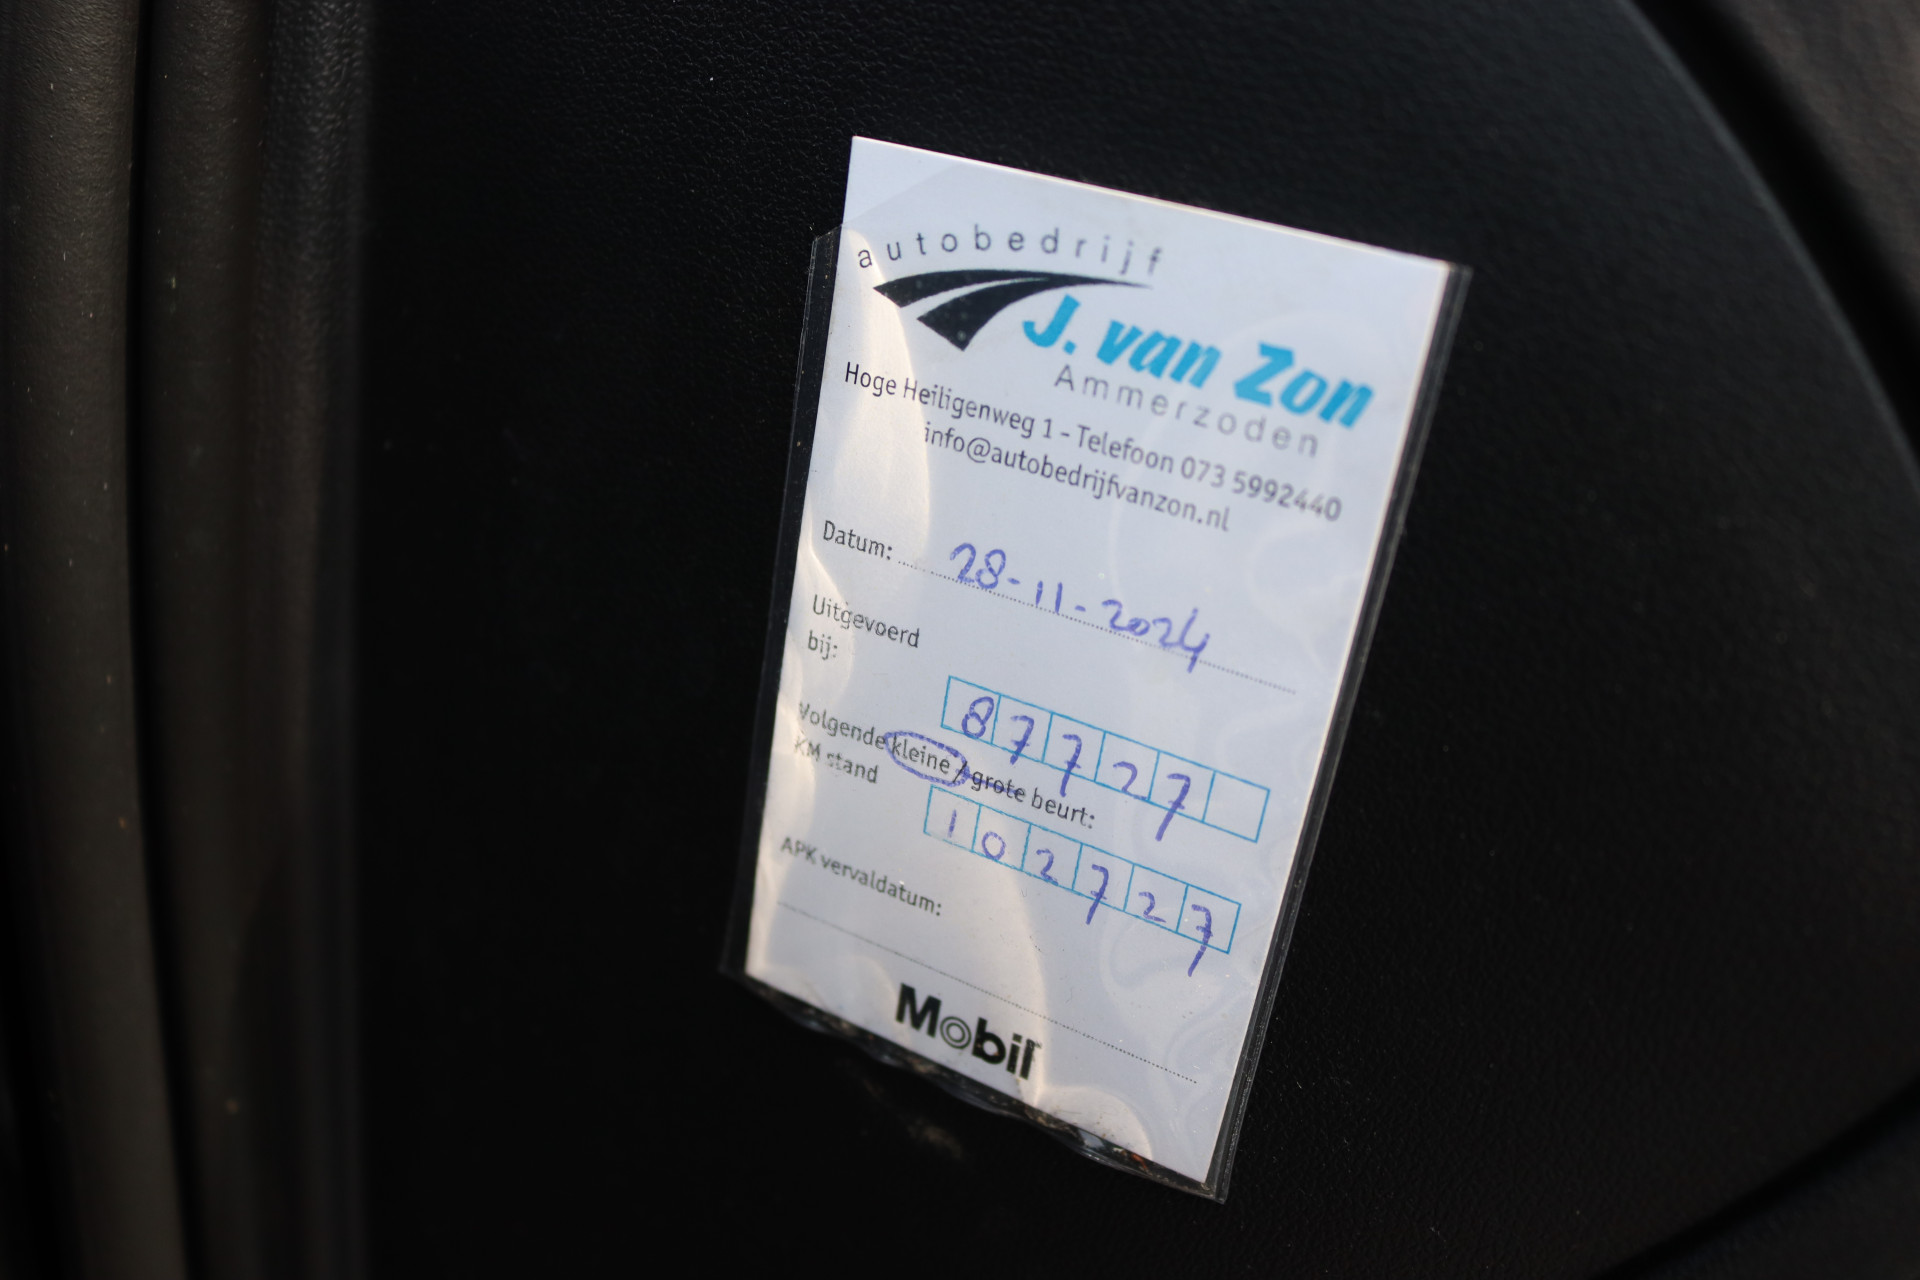 autobedrijf
J. van Zon
Ammerzoden
Hoge Heiligenweg 1 - Telefoon 073 5992440
info@autobedrijfvanzon.nl
Datum: 28-11-2024
Uitgevoerd
bij: 87727
Volgende kleine / grote beurt:
KM stand 102727
APK vervaldatum:
Mobil